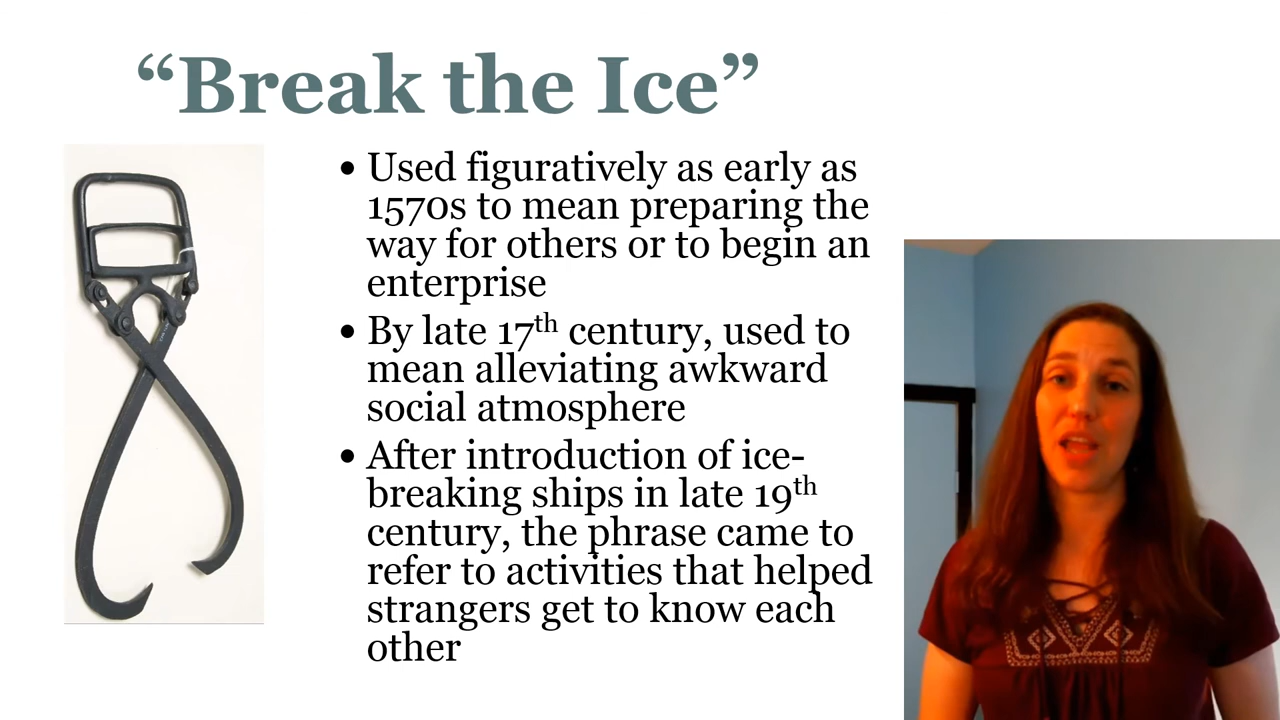 “Break the Ice”
• Used figuratively as early as
1570s to mean preparing the
way for others or to begin an
enterprise
• By late 17th century, used to
mean alleviating awkward
social atmosphere
• After introduction of ice-
breaking ships in late 19th
century, the phrase came to
refer to activities that helped
strangers get to know each
other